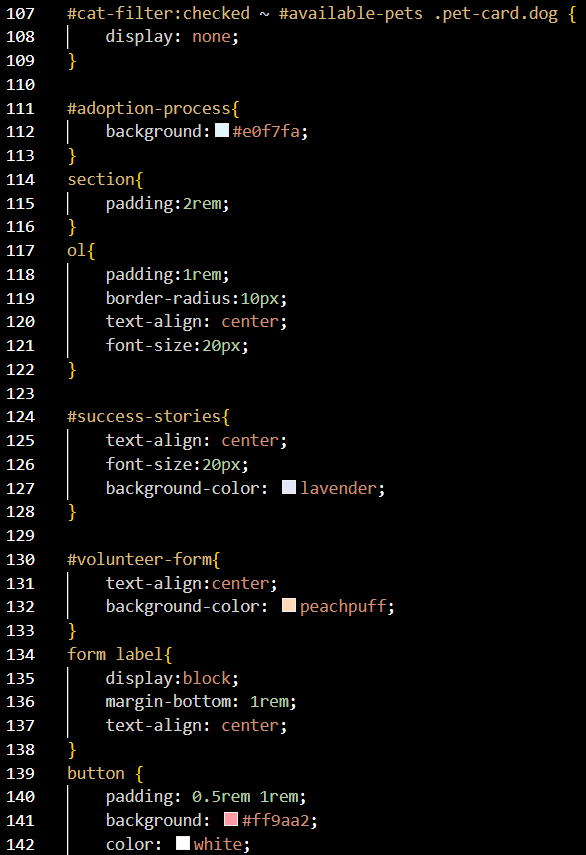 107 #cat-filter:checked ~ #available-pets .pet-card.dog {
108     display: none;
109 }
110
111 #adoption-process{
112     background: #e0f7fa;
113 }
114 section{
115     padding:2rem;
116 }
117 ol{
118     padding:1rem;
119     border-radius:10px;
120     text-align: center;
121     font-size:20px;
122 }
123
124 #success-stories{
125     text-align: center;
126     font-size:20px;
127     background-color: lavender;
128 }
129
130 #volunteer-form{
131     text-align:center;
132     background-color: peachpuff;
133 }
134 form label{
135     display:block;
136     margin-bottom: 1rem;
137     text-align: center;
138 }
139 button {
140     padding: 0.5rem 1rem;
141     background: #ff9aa2;
142     color: white;